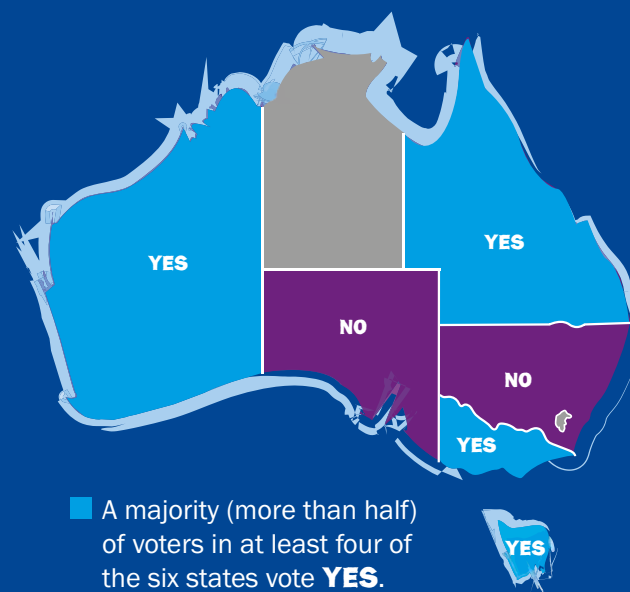 YES
YES
NO
NO
YES
YES
A majority (more than half)
of voters in at least four of
the six states vote YES.